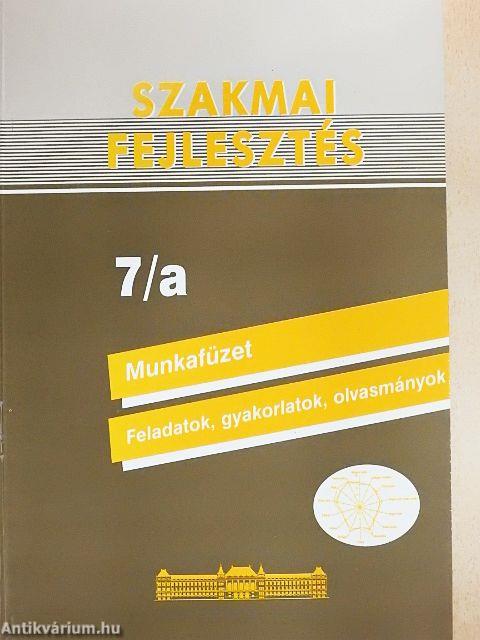 SZAKMAI
FEJLESZTÉS
7/a
Munkafüzet
Feladatok, gyakorlatok, olvasmányok
Antikvárium.hu